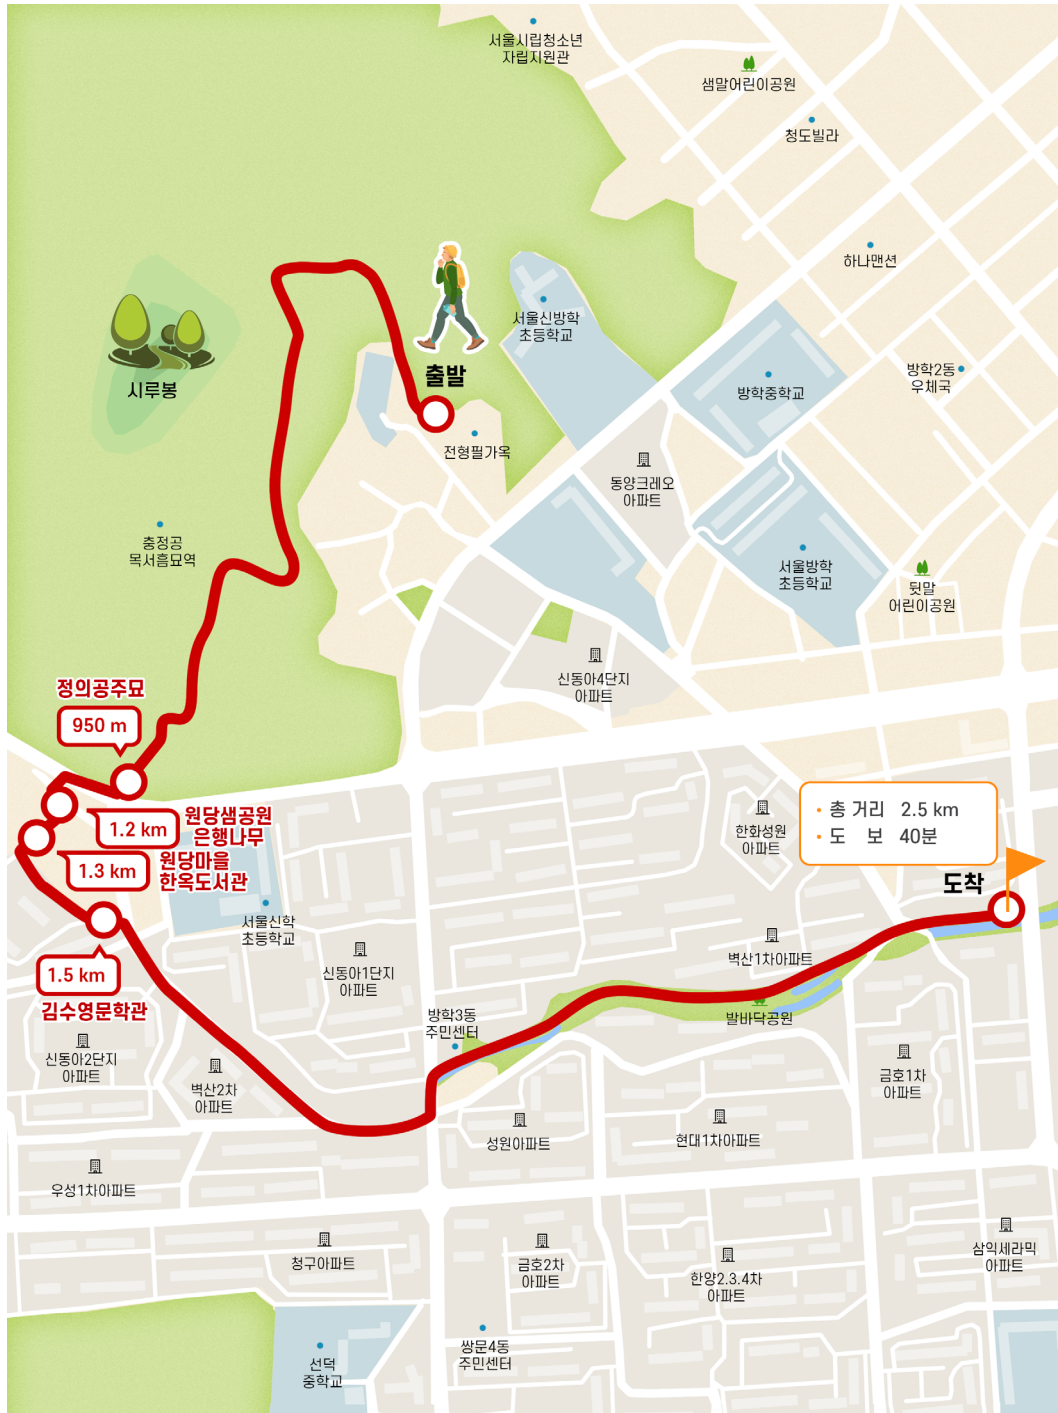 서울시립청소년
자립지원관
샘말어린이공원
청도빌라
하나맨션
서울신방학
초등학교
시루봉
출발
방학중학교
방학2동
우체국
전형필가옥
동양크레오
아파트
충정공
목서흠묘역
서울방학
초등학교
뒷말
어린이공원
신동아4단지
아파트
정의공주묘
950 m
1.2 km
원당샘공원
은행나무
1.3 km
원당마을
한옥도서관
한화성원
아파트
• 총 거리 2.5 km
• 도 보 40분
도착
서울신학
초등학교
1.5 km
김수영문학관
신동아1단지
아파트
벽산1차아파트
발바닥공원
방학3동
주민센터
신동아2단지
아파트
벽산2차
아파트
금호1차
아파트
성원아파트
현대1차아파트
우성1차아파트
청구아파트
금호2차
아파트
한양2.3.4차
아파트
삼익세라믹
아파트
선덕
중학교
쌍문4동
주민센터